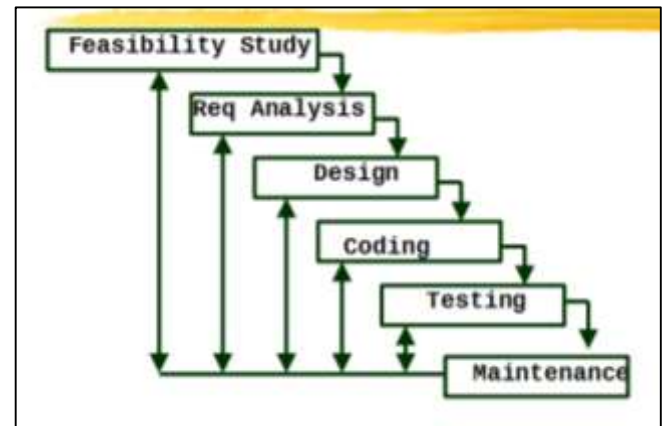 Feasibility Study
Req Analysis
Design
Coding
Testing
Maintenance